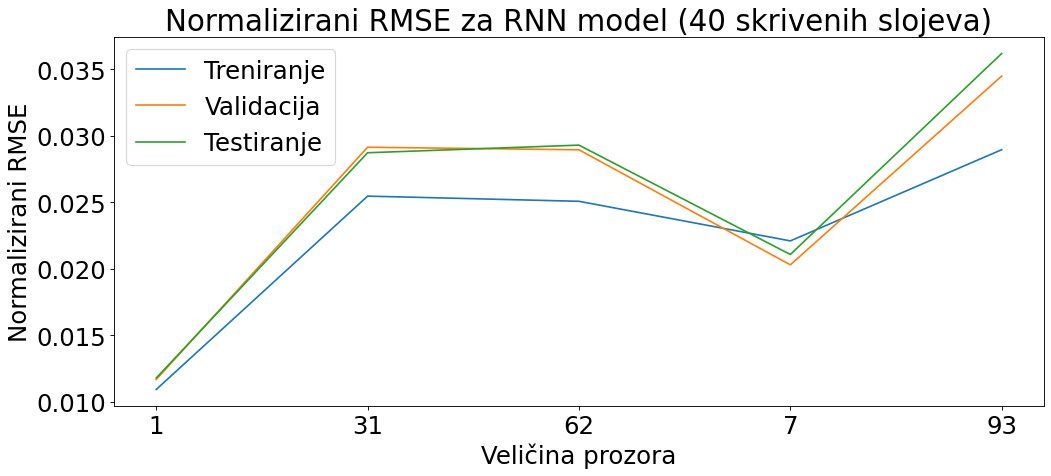 Normalizirani RMSE za RNN model (40 skrivenih slojeva)
Treniranje
Validacija
Testiranje
Normalizirani RMSE
0.035
0.030
0.025
0.020
0.015
0.010
1 31 62 7 93
Veličina prozora